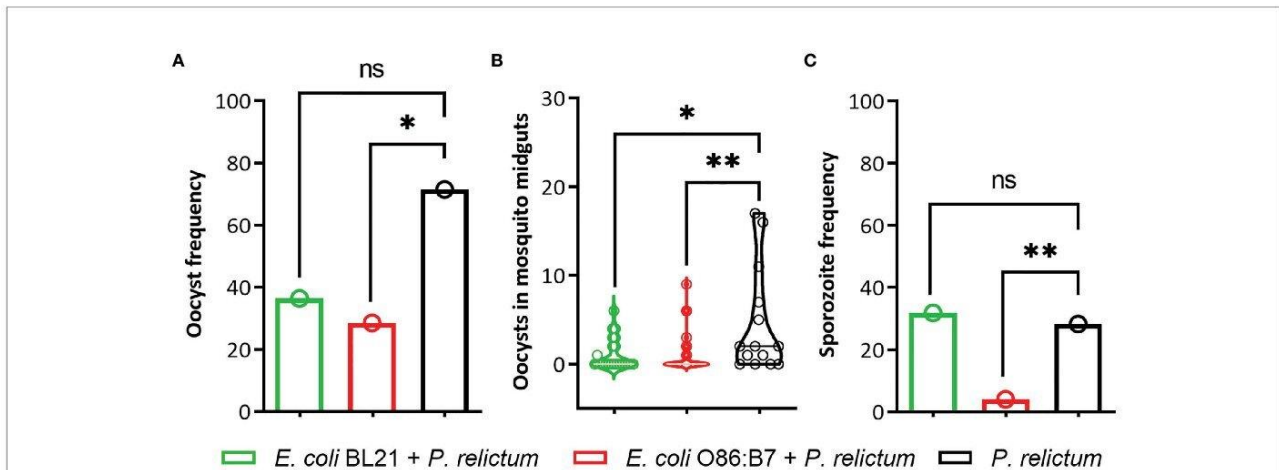 A
ns
*
Oocyst frequency
100
80
60
40
20
0
B
*
**
Oocysts in mosquito midguts
30
20
10
0
C
ns
**
Sporozoite frequency
100
80
60
40
20
0
E. coli BL21 + P. relictum
E. coli O86:B7 + P. relictum
P. relictum